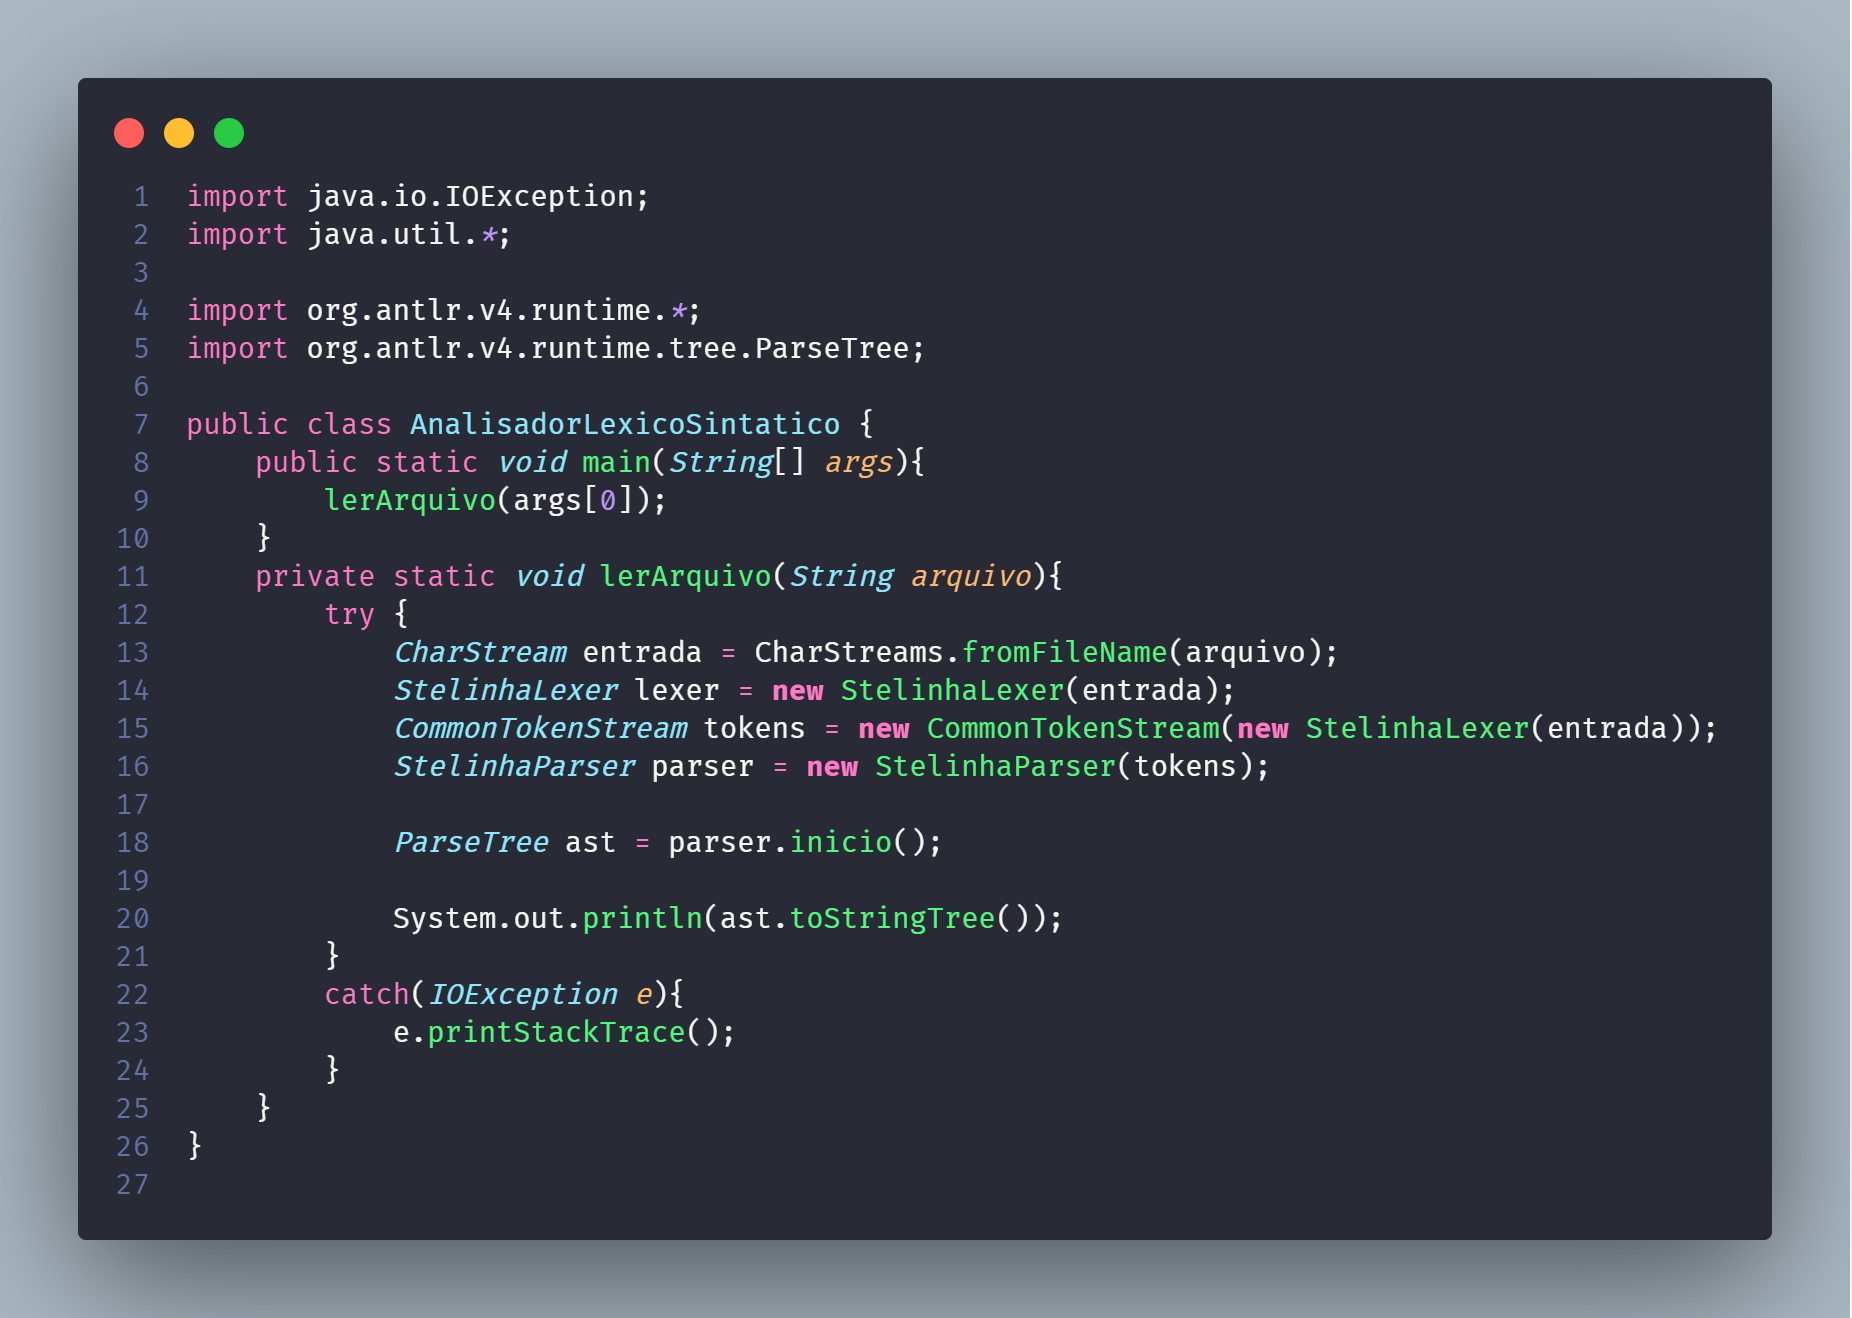 1 import java.io.IOException;
2 import java.util.*;
3
4 import org.antlr.v4.runtime.*;
5 import org.antlr.v4.runtime.tree.ParseTree;
6
7 public class AnalisadorLexicoSintatico {
8     public static void main(String[] args){
9         lerArquivo(args[0]);
10     }
11     private static void lerArquivo(String arquivo){
12         try {
13             CharStream entrada = CharStreams.fromFileName(arquivo);
14             StelinhaLexer lexer = new StelinhaLexer(entrada);
15             CommonTokenStream tokens = new CommonTokenStream(new StelinhaLexer(entrada));
16             StelinhaParser parser = new StelinhaParser(tokens);
17
18             ParseTree ast = parser.inicio();
19
20             System.out.println(ast.toStringTree());
21         }
22         catch(IOException e){
23             e.printStackTrace();
24         }
25     }
26 }
27